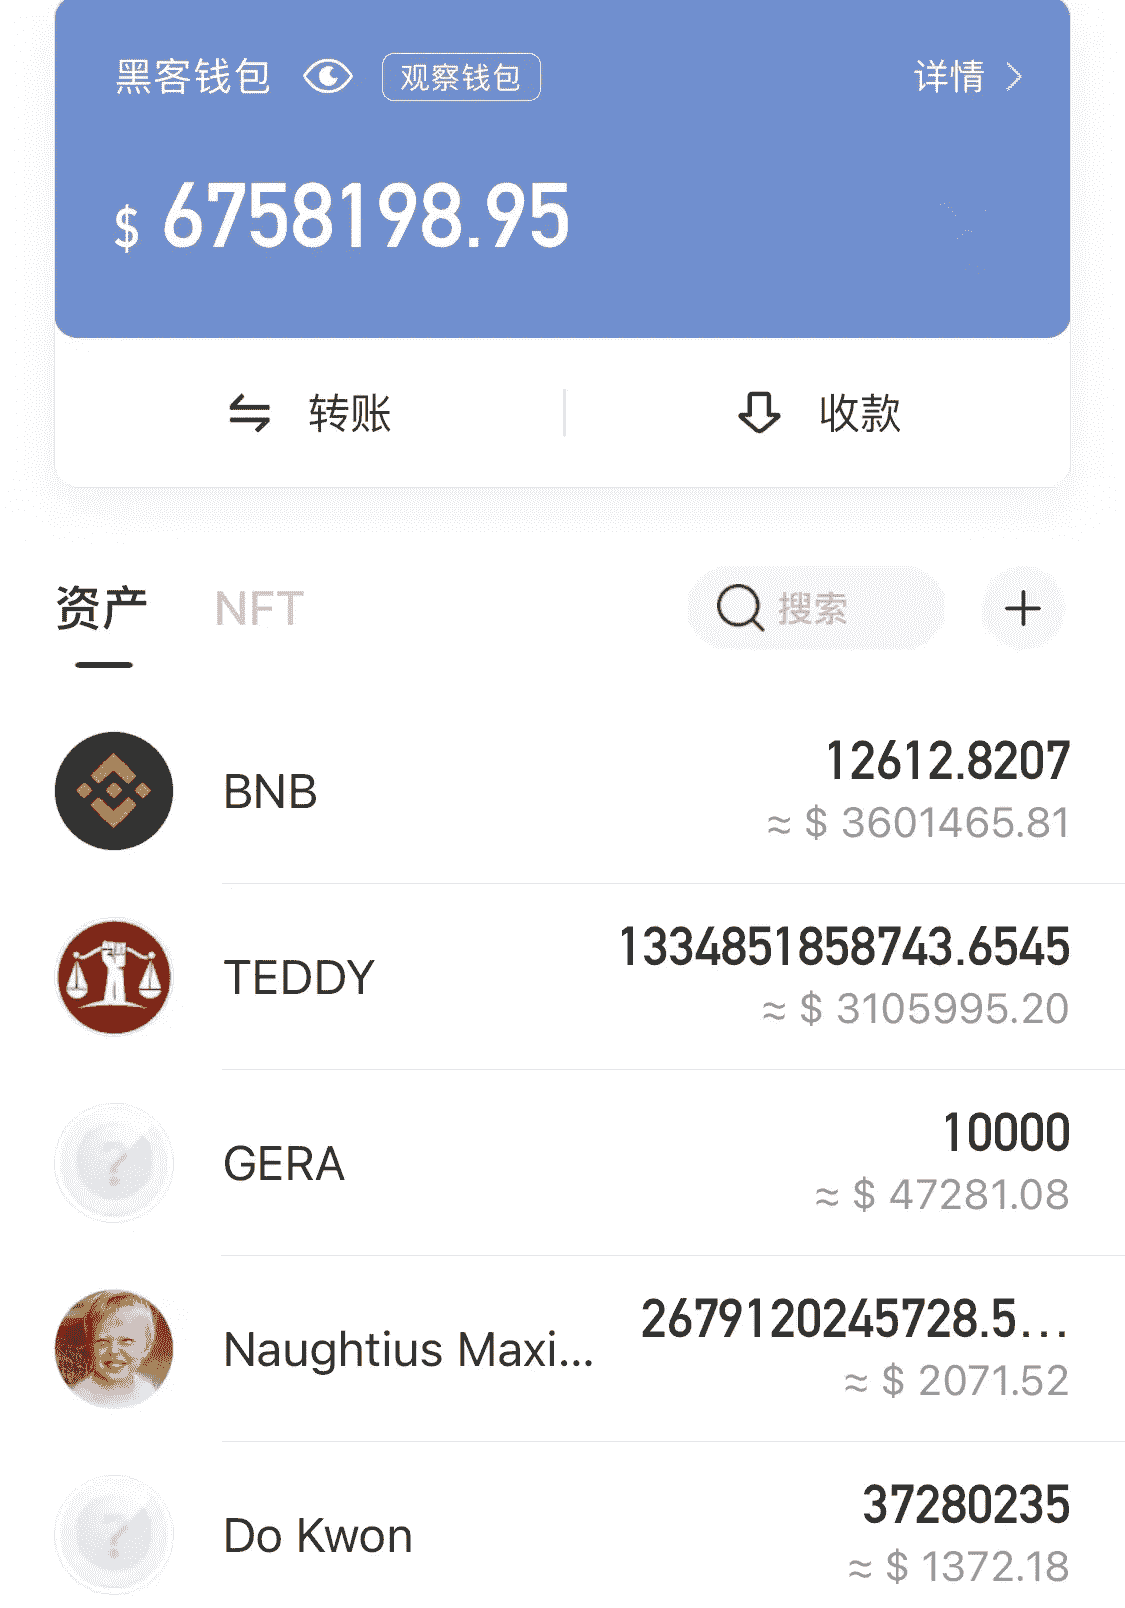 黑客钱包 观察钱包 详情
$ 6758198.95
转账 收款
资产 NFT 搜索
BNB 12612.8207
≈ $ 3601465.81
TEDDY 1334851858743.6545
≈ $ 3105995.20
? GERA 10000
≈ $ 47281.08
Naughtius Maxi... 2679120245728.5...
≈ $ 2071.52
? Do Kwon 37280235
≈ $ 1372.18